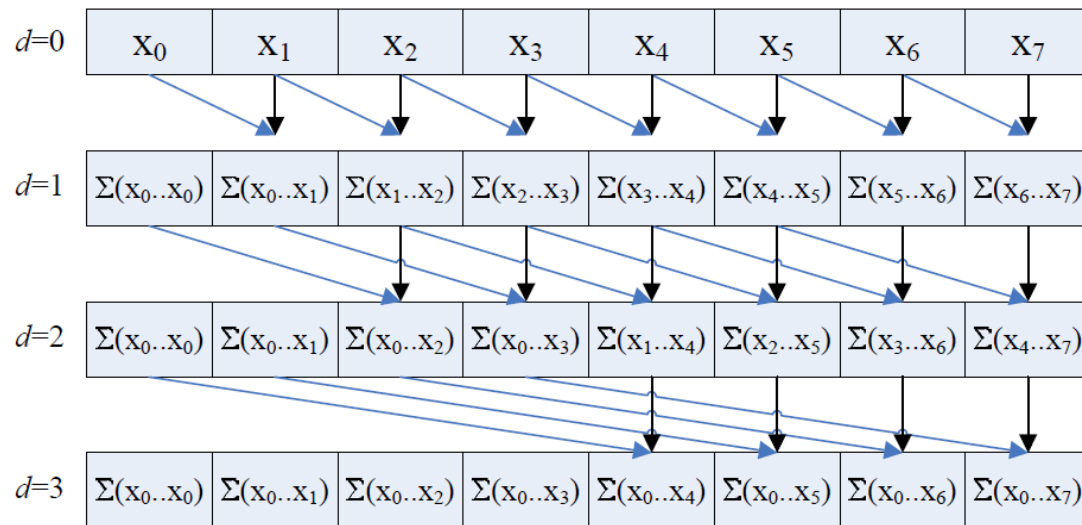 d=0 x₀ x₁ x₂ x₃ x₄ x₅ x₆ x₇
d=1 Σ(x₀..x₀) Σ(x₀..x₁) Σ(x₁..x₂) Σ(x₂..x₃) Σ(x₃..x₄) Σ(x₄..x₅) Σ(x₅..x₆) Σ(x₆..x₇)
d=2 Σ(x₀..x₀) Σ(x₀..x₁) Σ(x₀..x₂) Σ(x₀..x₃) Σ(x₁..x₄) Σ(x₂..x₅) Σ(x₃..x₆) Σ(x₄..x₇)
d=3 Σ(x₀..x₀) Σ(x₀..x₁) Σ(x₀..x₂) Σ(x₀..x₃) Σ(x₀..x₄) Σ(x₀..x₅) Σ(x₀..x₆) Σ(x₀..x₇)